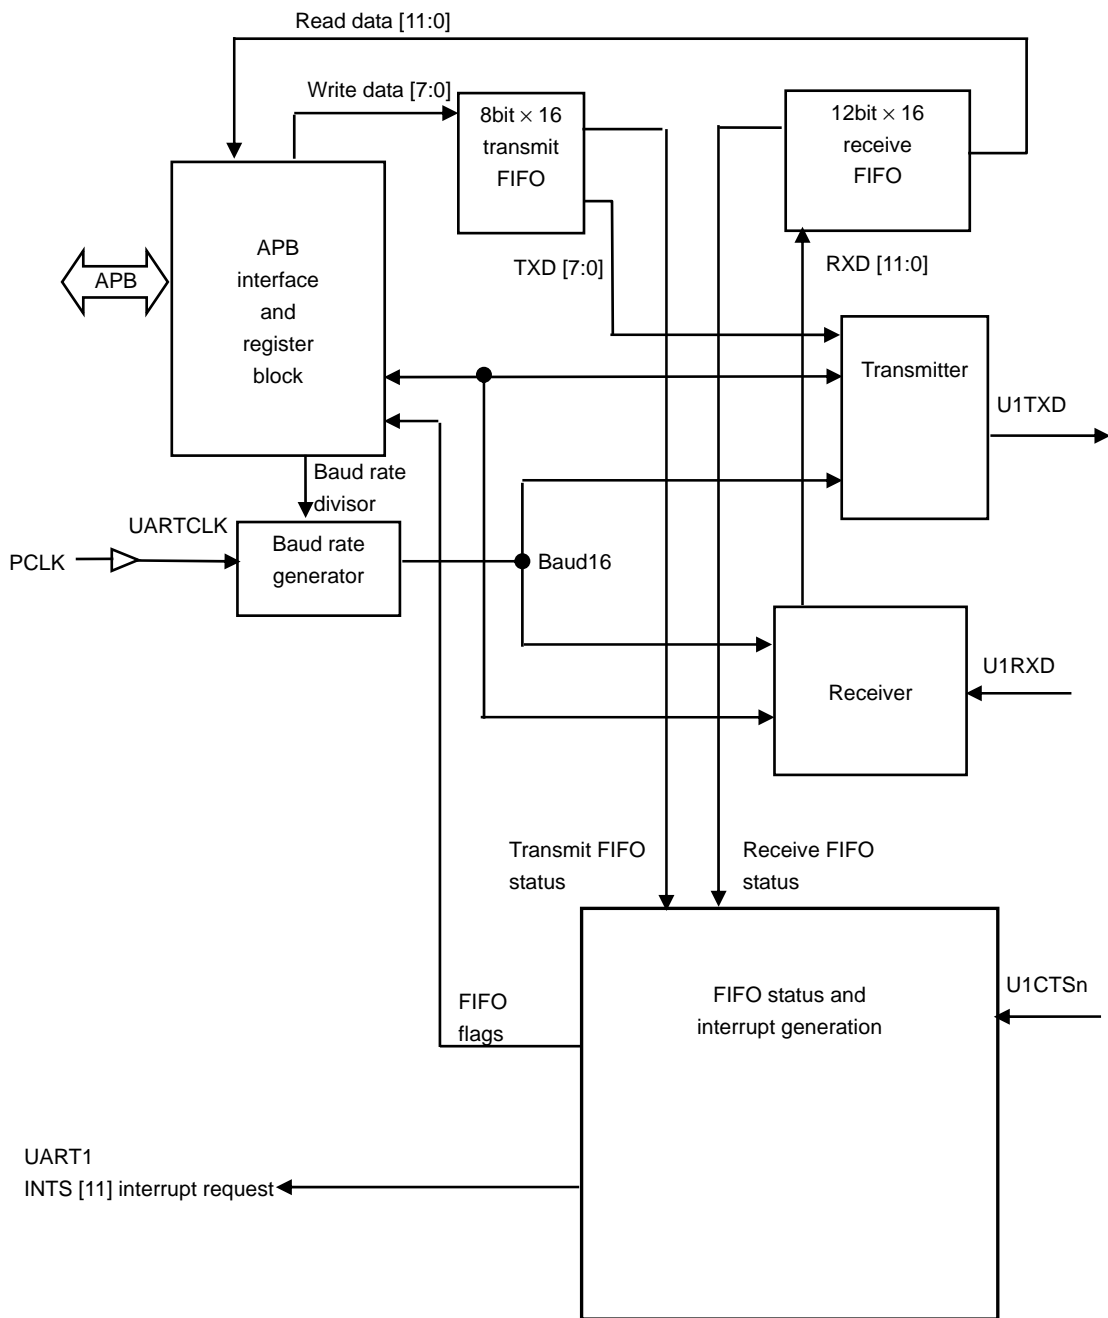 Read data [11:0]
Write data [7:0]
8bit × 16
transmit
FIFO
12bit × 16
receive
FIFO
TXD [7:0]
RXD [11:0]
APB
APB
interface
and
register
block
Transmitter
U1TXD
Baud rate
divisor
UARTCLK
PCLK
Baud rate
generator
Baud16
U1RXD
Receiver
Transmit FIFO
status
Receive FIFO
status
U1CTSn
FIFO status and
interrupt generation
FIFO
flags
UART1
INTS [11] interrupt request